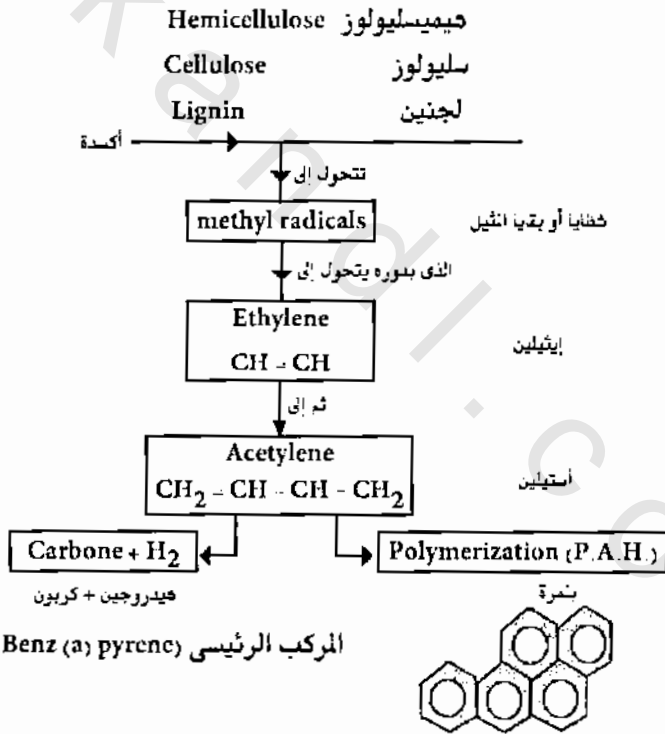 Hemicellulose هيميسليولوز
Cellulose سليولوز
Lignin لجنين
أكسدة
تتحول إلى
methyl radicals
شظايا أو بقايا المثيل
الذى بدوره يتحول إلى
Ethylene
CH = CH
إيثيلين
ثم إلى
Acetylene
CH₂ = CH - CH - CH₂
أستيلين
Carbone + H₂
Polymerization (P.A.H.)
هيدروجين + كربون
بلمرة
Benz (a) pyrene) المركب الرئيسى